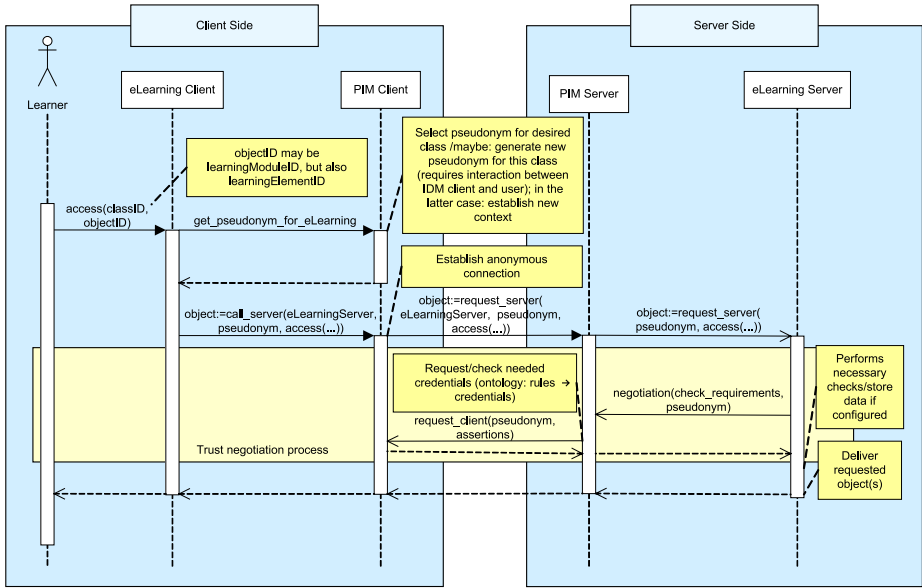 Client Side
Server Side
Learner
eLearning Client
PIM Client
PIM Server
eLearning Server
objectID may be
learningModuleID, but also
learningElementID
Select pseudonym for desired
class /maybe: generate new
pseudonym for this class
(requires interaction between
IDM client and user); in the
latter case: establish new
context
access(classID,
objectID)
get_pseudonym_for_eLearning
Establish anonymous
connection
object:=call_server(eLearningServer,
pseudonym, access(...))
object:=request_server(
eLearningServer, pseudonym,
access(...))
object:=request_server(
pseudonym, access(...))
Request/check needed
credentials (ontology: rules →
credentials)
Performs
necessary
checks/store
data if
configured
negotiation(check_requirements,
pseudonym)
request_client(pseudonym,
assertions)
Trust negotiation process
Deliver
requested
object(s)